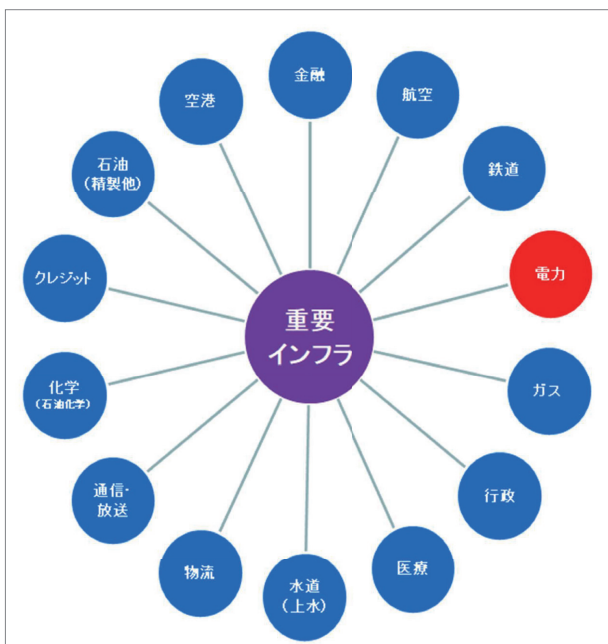 金融
航空
鉄道
電力
ガス
行政
医療
水道
(上水)
物流
通信・
放送
化学
(石油化学)
クレジット
石油
(精製他)
空港
重要
インフラ